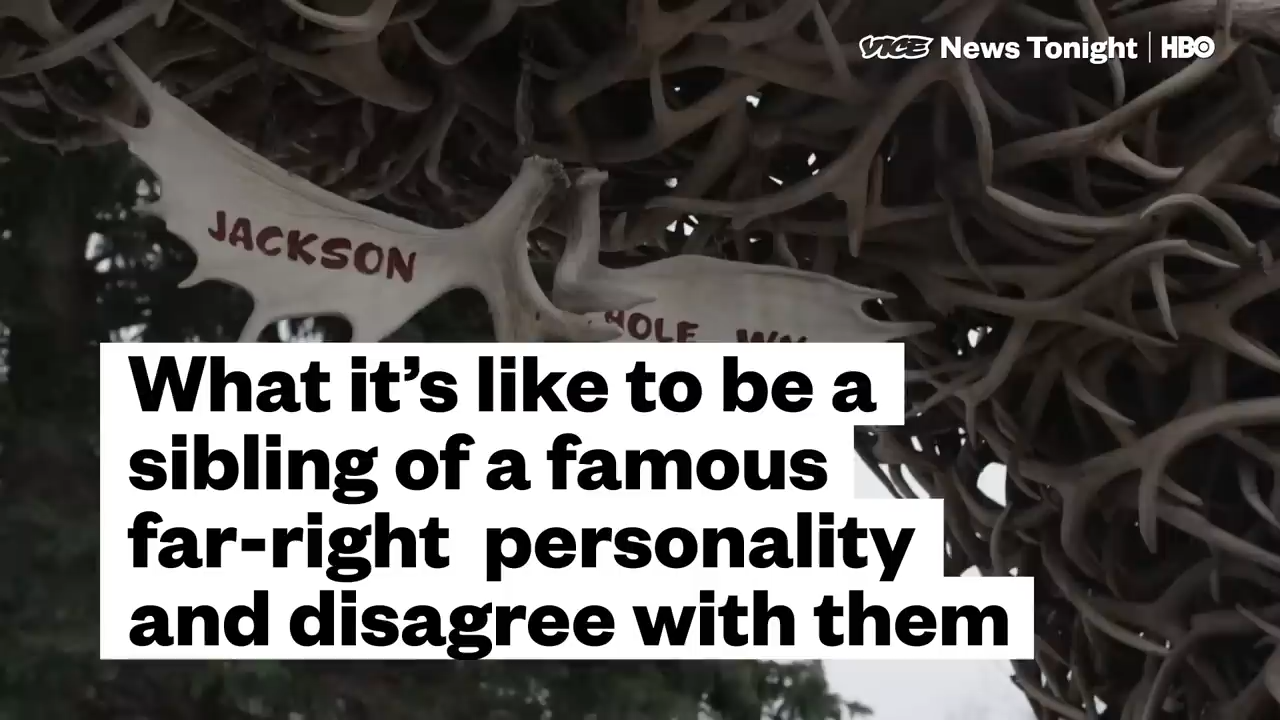 VICE News Tonight | HBO
JACKSON
HOLE
What it's like to be a
sibling of a famous
far-right personality
and disagree with them